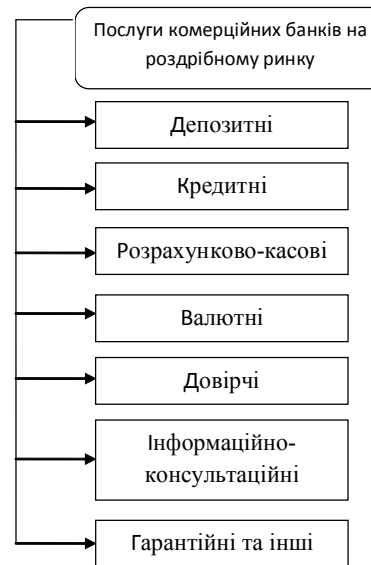 Послуги комерційних банків на
роздрібному ринку
Депозитні
Кредитні
Розрахунково-касові
Валютні
Довірчі
Інформаційно-
консультаційні
Гарантійні та інші